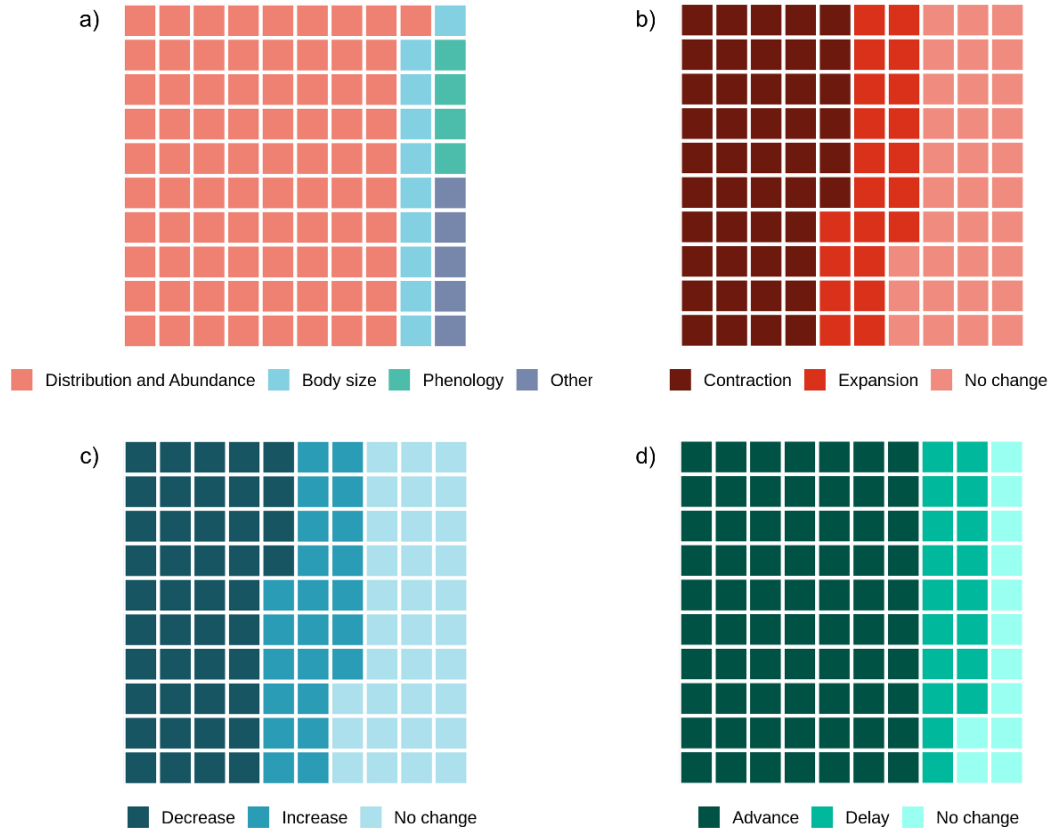 a)
b)
Distribution and Abundance Body size Phenology Other
Contraction Expansion No change
c)
d)
Decrease Increase No change
Advance Delay No change